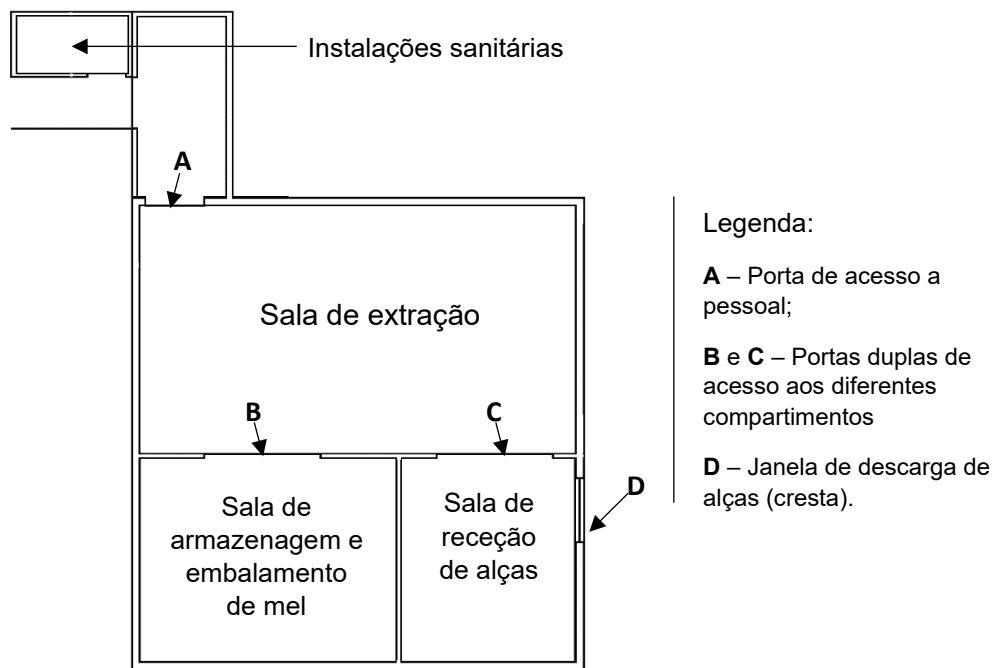 Instalações sanitárias
A
Sala de extração
B
C
D
Sala de
armazenagem e
embalamento
de mel
Sala de
receção
de alças
Legenda:
A – Porta de acesso a
pessoal;
B e C – Portas duplas de
acesso aos diferentes
compartimentos
D – Janela de descarga de
alças (cresta).